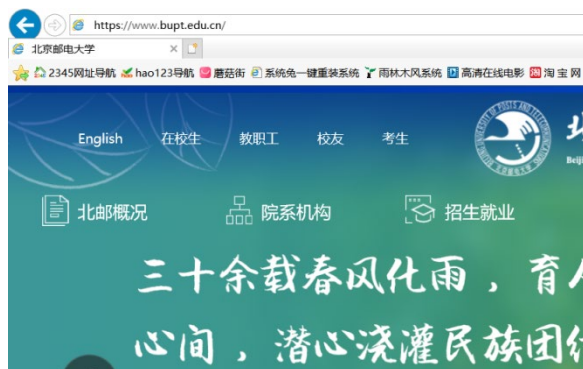 https://www.bupt.edu.cn/
北京邮电大学
2345网址导航 hao123导航 蘑菇街 系统兔一键重装系统 雨林木风系统 高清在线电影 淘宝网
English 在校生 教职工 校友 考生
北邮概况 院系机构 招生就业
三十余载春风化雨，育
心间，潜心浇灌民族团